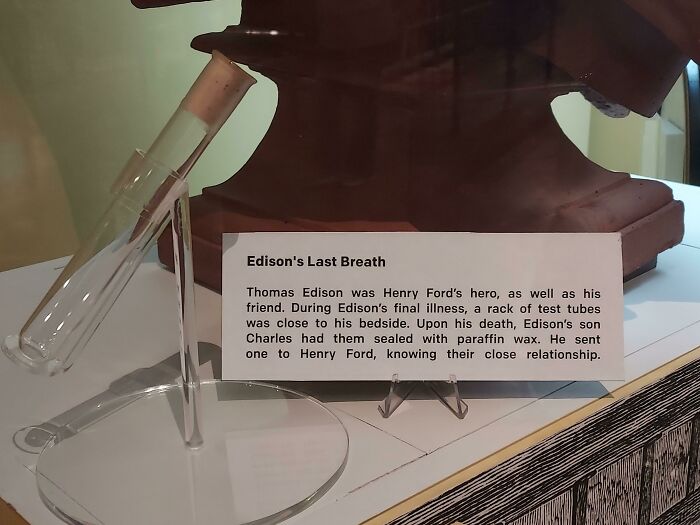 Edison's Last Breath
Thomas Edison was Henry Ford's hero, as well as his
friend. During Edison's final illness, a rack of test tubes
was close to his bedside. Upon his death, Edison's son
Charles had them sealed with paraffin wax. He sent
one to Henry Ford, knowing their close relationship.